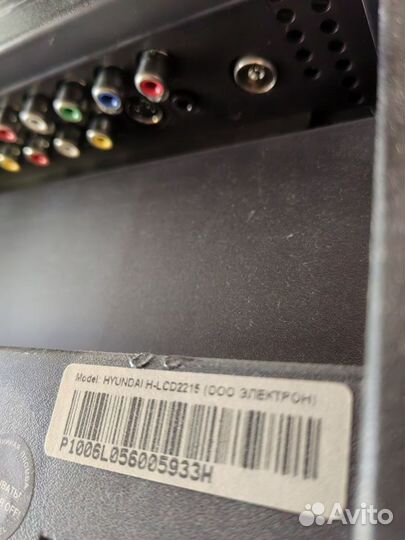 Model: HYUNDAI H-LCD2215 (ООО ЭЛЕКТРОН)
P1006L056005933H
Avito